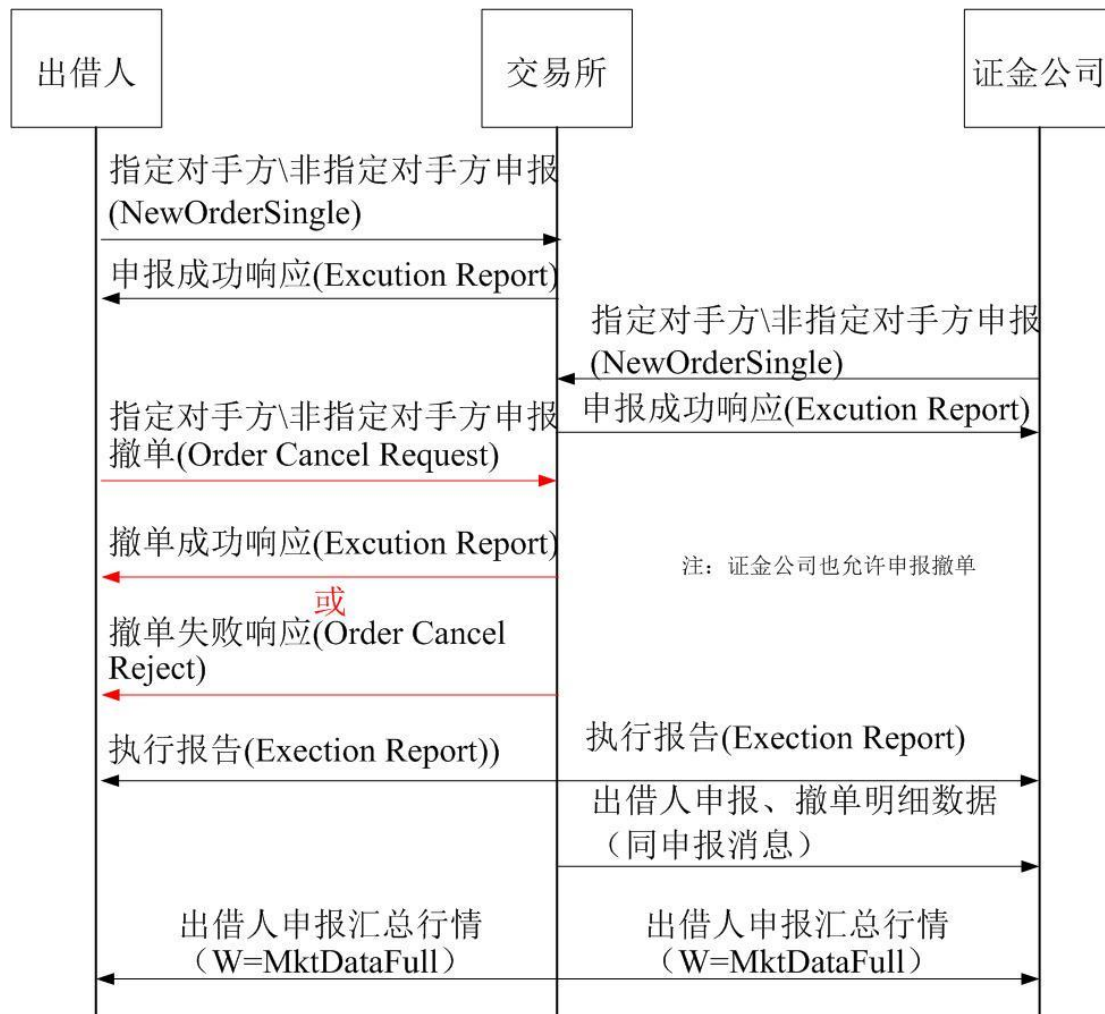 出借人
交易所
证金公司
指定对手方\非指定对手方申报
(NewOrderSingle)
申报成功响应(Excution Report)
指定对手方\非指定对手方申报
(NewOrderSingle)
申报成功响应(Excution Report)
指定对手方\非指定对手方申报
撤单(Order Cancel Request)
撤单成功响应(Excution Report)
注：证金公司也允许申报撤单
或
撤单失败响应(Order Cancel
Reject)
执行报告(Exection Report))
执行报告(Exection Report)
出借人申报、撤单明细数据
（同申报消息）
出借人申报汇总行情
（W=MktDataFull）
出借人申报汇总行情
（W=MktDataFull）